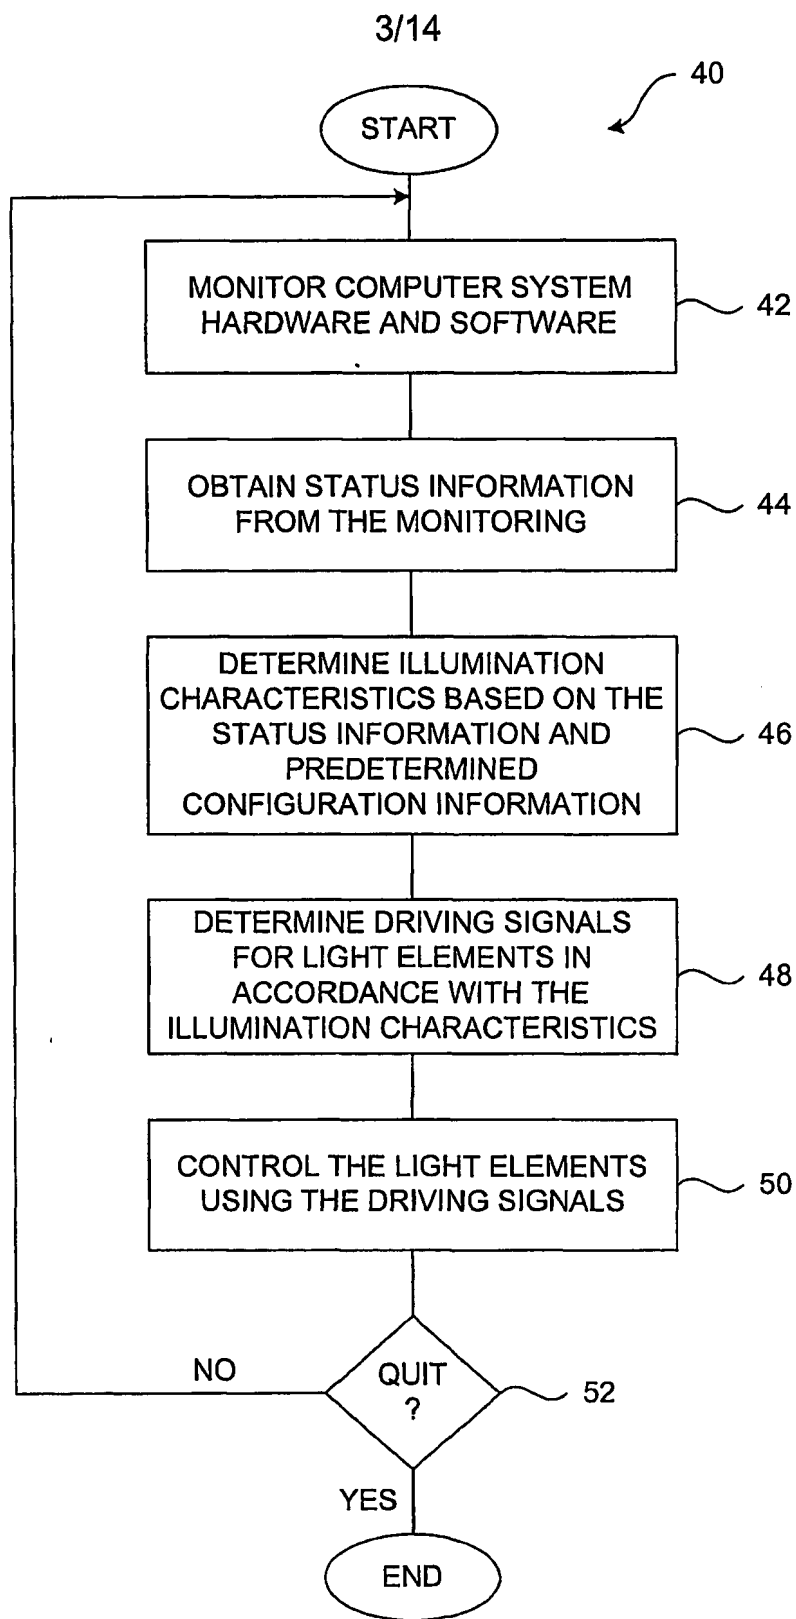 3/14
40
START
MONITOR COMPUTER SYSTEM
HARDWARE AND SOFTWARE
42
OBTAIN STATUS INFORMATION
FROM THE MONITORING
44
DETERMINE ILLUMINATION
CHARACTERISTICS BASED ON THE
STATUS INFORMATION AND
PREDETERMINED
CONFIGURATION INFORMATION
46
DETERMINE DRIVING SIGNALS
FOR LIGHT ELEMENTS IN
ACCORDANCE WITH THE
ILLUMINATION CHARACTERISTICS
48
CONTROL THE LIGHT ELEMENTS
USING THE DRIVING SIGNALS
50
NO
QUIT
?
52
YES
END